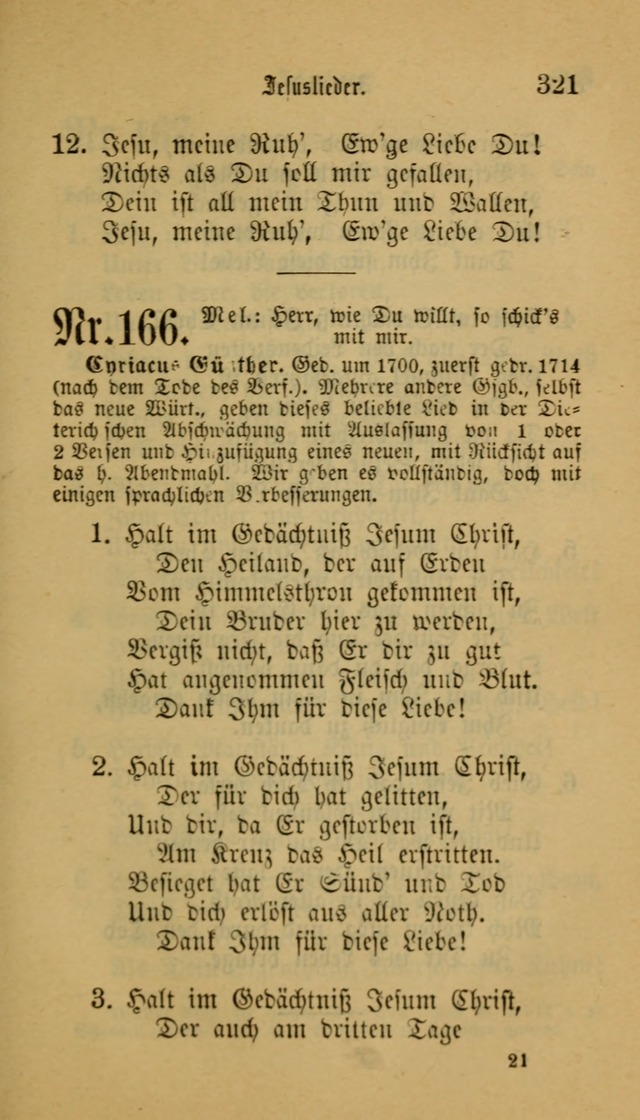 Jesuslieder. 321
12. Jesu, meine Ruh', Ew'ge Liebe Du!
Nichts als Du soll mir gefallen,
Dein ist all mein Thun und Wallen,
Jesu, meine Ruh', Ew'ge Liebe Du!
Nr. 166. Mel.: Herr, wie Du willt, so schick's
mit mir.
Cyriacus Günther. Geb. um 1700, zuerst gedr. 1714
(nach dem Tode des Verf.). Mehrere andere Gsgb., selbst
das neue Würt., geben dieses beliebte Lied in der Die=
terich'schen Abschwächung mit Auslassung von 1 oder
2 Versen und Hinzufügung eines neuen, mit Rücksicht auf
das h. Abendmahl. Wir geben es vollständig, doch mit
einigen sprachlichen Verbesserungen.
1. Halt im Gedächtniß Jesum Christ,
Den Heiland, der auf Erden
Vom Himmelsthron gekommen ist,
Dein Bruder hier zu werden,
Vergiß nicht, daß Er dir zu gut
Hat angenommen Fleisch und Blut.
Dank Ihm für diese Liebe!
2. Halt im Gedächtniß Jesum Christ,
Der für dich hat gelitten,
Und dir, da Er gestorben ist,
Am Kreuz das Heil erstritten.
Besieget hat Er Sünd' und Tod
Und dich erlöst aus aller Noth.
Dank Ihm für diese Liebe!
3. Halt im Gedächtniß Jesum Christ,
Der auch am dritten Tage
21